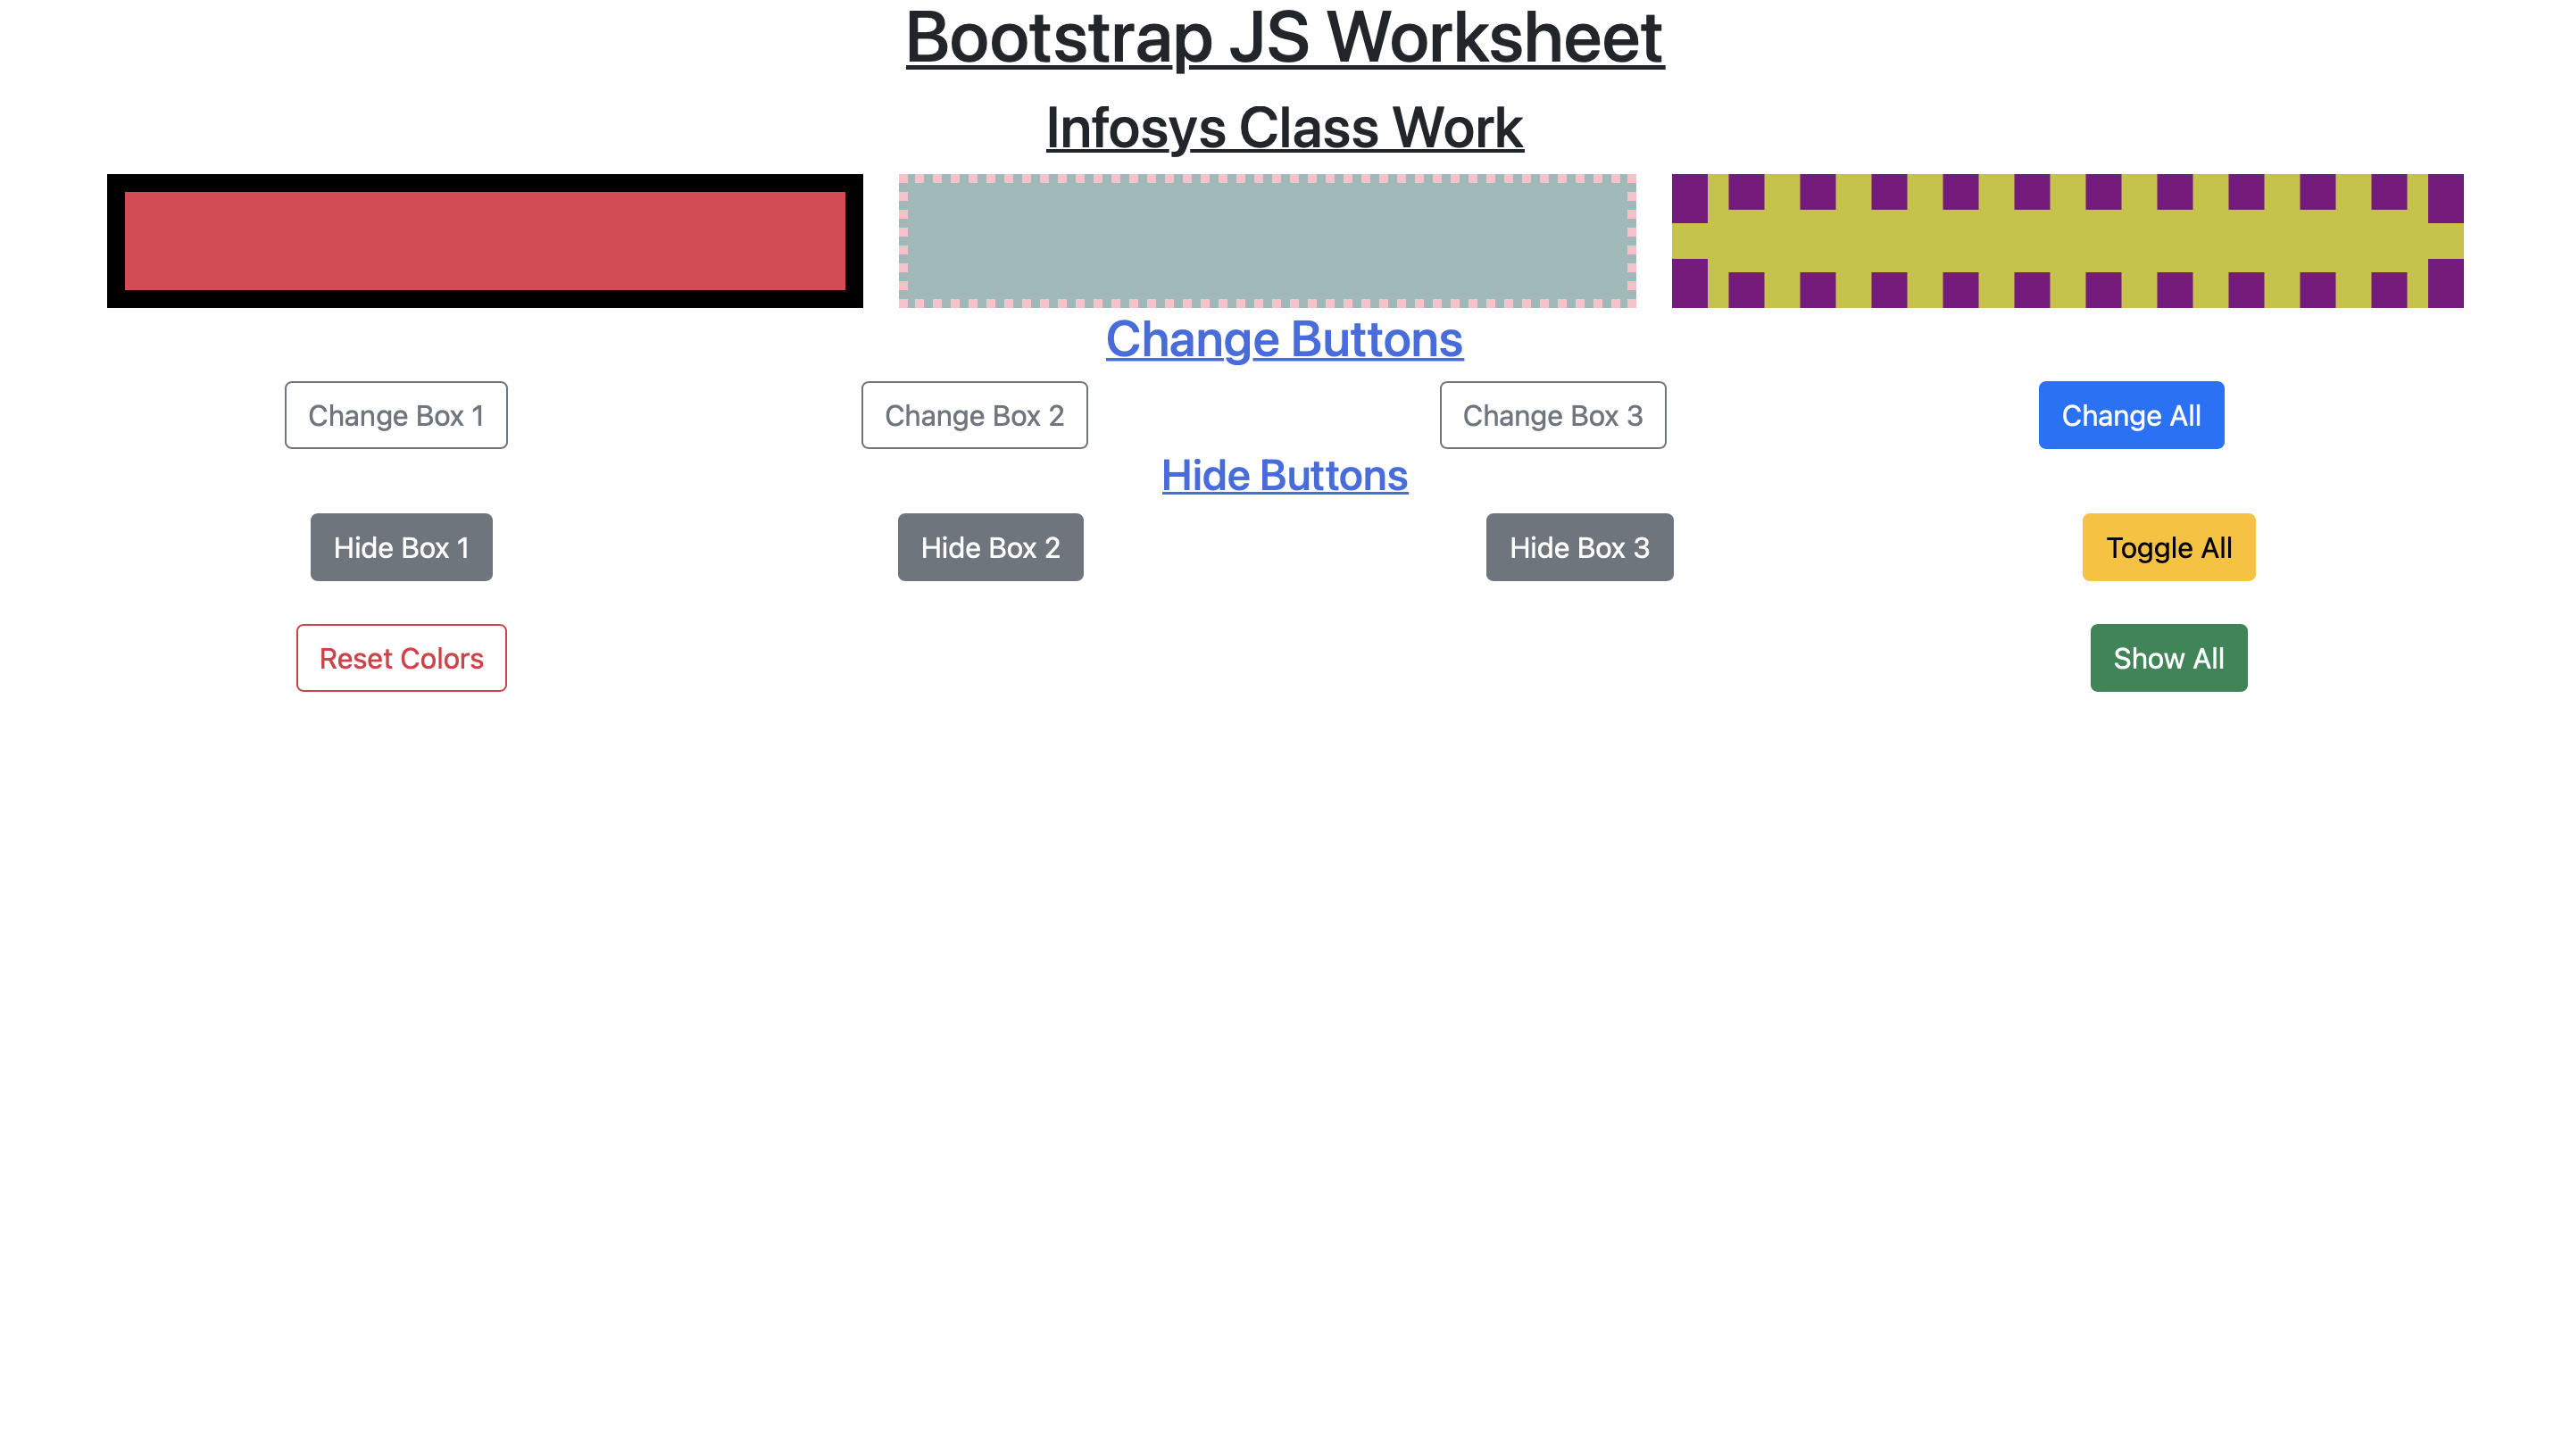 Bootstrap JS Worksheet
Infosys Class Work
Change Buttons
Change Box 1 Change Box 2 Change Box 3 Change All
Hide Buttons
Hide Box 1 Hide Box 2 Hide Box 3 Toggle All
Reset Colors Show All